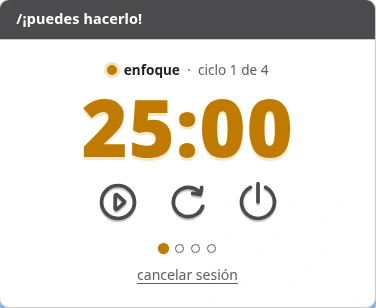 /¡puedes hacerlo!
enfoque · ciclo 1 de 4
25:00
cancelar sesión